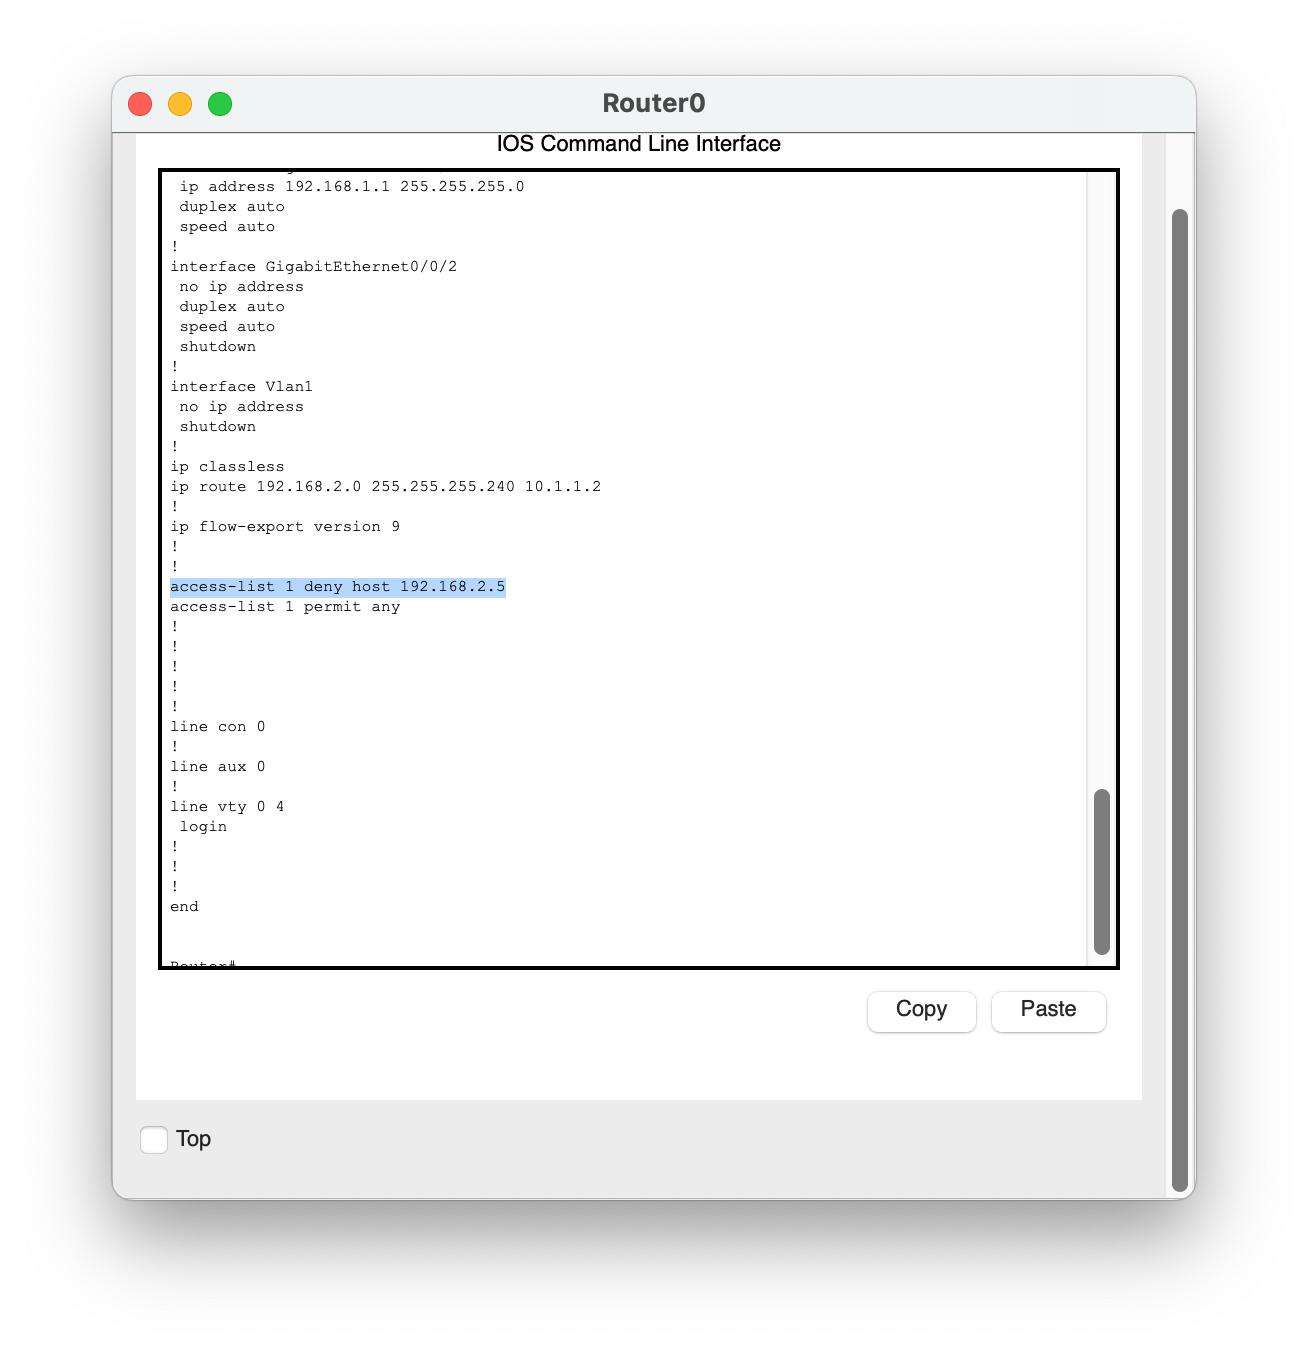 Router0
IOS Command Line Interface
 ip address 192.168.1.1 255.255.255.0
 duplex auto
 speed auto
!
interface GigabitEthernet0/0/2
 no ip address
 duplex auto
 speed auto
 shutdown
!
interface Vlan1
 no ip address
 shutdown
!
ip classless
ip route 192.168.2.0 255.255.255.240 10.1.1.2
!
ip flow-export version 9
!
!
access-list 1 deny host 192.168.2.5
access-list 1 permit any
!
!
!
!
!
line con 0
!
line aux 0
!
line vty 0 4
 login
!
!
!
end
Router#
Copy Paste
Top